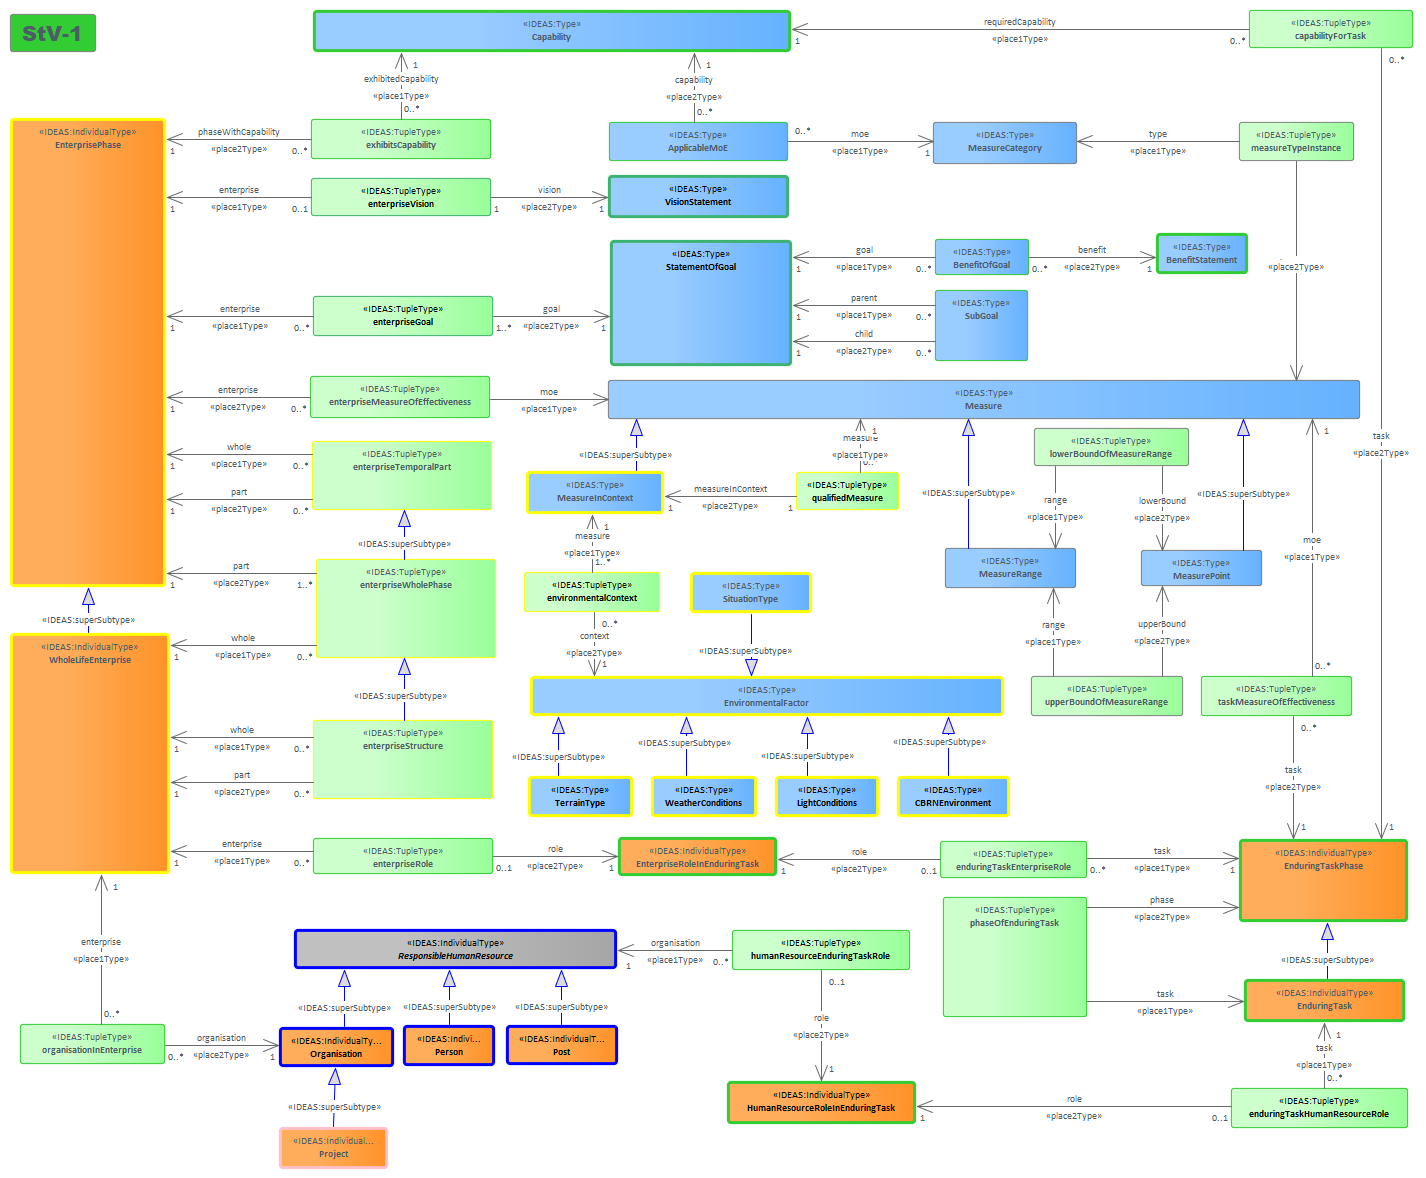 StV-1
«IDEAS:Type»
Capability
requiredCapability
«place1Type»
1
0..*
«IDEAS:TupleType»
capabilityForTask
0..*
1
exhibitedCapability
«place1Type»
0..*
1
capability
«place2Type»
0..*
«IDEAS:IndividualType»
EnterprisePhase
phaseWithCapability
«place2Type»
1
0..*
«IDEAS:TupleType»
exhibitsCapability
«IDEAS:Type»
ApplicableMoE
0..*
moe
«place1Type»
1
«IDEAS:Type»
MeasureCategory
type
«place1Type»
«IDEAS:TupleType»
measureTypeInstance
enterprise
«place1Type»
1
0..1
«IDEAS:TupleType»
enterpriseVision
vision
«place2Type»
1
1
«IDEAS:Type»
VisionStatement
«IDEAS:Type»
StatementOfGoal
goal
«place1Type»
1
0..*
«IDEAS:Type»
BenefitOfGoal
benefit
«place2Type»
0..*
1
«IDEAS:Type»
BenefitStatement
«place2Type»
enterprise
«place1Type»
1
0..*
«IDEAS:TupleType»
enterpriseGoal
goal
«place2Type»
1..*
1
parent
«place1Type»
1
0..*
child
«place2Type»
1
0..*
«IDEAS:Type»
SubGoal
enterprise
«place2Type»
1
0..*
«IDEAS:TupleType»
enterpriseMeasureOfEffectiveness
moe
«place1Type»
«IDEAS:Type»
Measure
whole
«place1Type»
1
0..*
part
«place2Type»
1
0..*
«IDEAS:TupleType»
enterpriseTemporalPart
«IDEAS:superSubtype»
«IDEAS:superSubtype»
1
measure
«place1Type»
0..*
«IDEAS:Type»
MeasureInContext
measureInContext
«place2Type»
1
1
«IDEAS:TupleType»
qualifiedMeasure
«IDEAS:superSubtype»
«IDEAS:TupleType»
lowerBoundOfMeasureRange
range
«place1Type»
lowerBound
«place2Type»
«IDEAS:superSubtype»
1
moe
«place1Type»
0..*
task
«place2Type»
1
measure
«place1Type»
1..*
part
«place2Type»
1
1..*
whole
«place1Type»
1
0..*
«IDEAS:TupleType»
enterpriseWholePhase
«IDEAS:superSubtype»
«IDEAS:superSubtype»
«IDEAS:IndividualType»
WholeLifeEnterprise
«IDEAS:TupleType»
environmentalContext
0..*
context
«place2Type»
1
«IDEAS:Type»
SituationType
«IDEAS:superSubtype»
«IDEAS:Type»
MeasureRange
«IDEAS:Type»
MeasurePoint
range
«place1Type»
upperBound
«place2Type»
«IDEAS:TupleType»
upperBoundOfMeasureRange
«IDEAS:TupleType»
taskMeasureOfEffectiveness
0..*
task
«place2Type»
1
1
«IDEAS:Type»
EnvironmentalFactor
whole
«place1Type»
1
0..*
part
«place2Type»
1
0..*
«IDEAS:TupleType»
enterpriseStructure
«IDEAS:superSubtype»
«IDEAS:superSubtype»
«IDEAS:superSubtype»
«IDEAS:superSubtype»
«IDEAS:Type»
TerrainType
«IDEAS:Type»
WeatherConditions
«IDEAS:Type»
LightConditions
«IDEAS:Type»
CBRNEnvironment
enterprise
«place1Type»
1
0..*
«IDEAS:TupleType»
enterpriseRole
role
«place2Type»
0..1
1
«IDEAS:IndividualType»
EnterpriseRoleInEnduringTask
role
«place2Type»
1
0..1
«IDEAS:TupleType»
enduringTaskEnterpriseRole
task
«place1Type»
0..*
1
«IDEAS:IndividualType»
EnduringTaskPhase
«IDEAS:TupleType»
phaseOfEnduringTask
phase
«place2Type»
task
«place1Type»
«IDEAS:superSubtype»
«IDEAS:IndividualType»
EnduringTask
1
enterprise
«place1Type»
0..*
«IDEAS:IndividualType»
ResponsibleHumanResource
organisation
«place1Type»
1
0..*
«IDEAS:TupleType»
humanResourceEnduringTaskRole
0..1
role
«place2Type»
1
«IDEAS:superSubtype»
«IDEAS:superSubtype»
«IDEAS:superSubtype»
«IDEAS:TupleType»
organisationInEnterprise
organisation
«place2Type»
0..*
1
«IDEAS:IndividualTy...
Organisation
«IDEAS:Indivi...
Person
«IDEAS:IndividualT...
Post
«IDEAS:superSubtype»
«IDEAS:Individual...
Project
1
task
«place1Type»
0..*
«IDEAS:IndividualType»
HumanResourceRoleInEnduringTask
role
«place2Type»
1
0..1
«IDEAS:TupleType»
enduringTaskHumanResourceRole